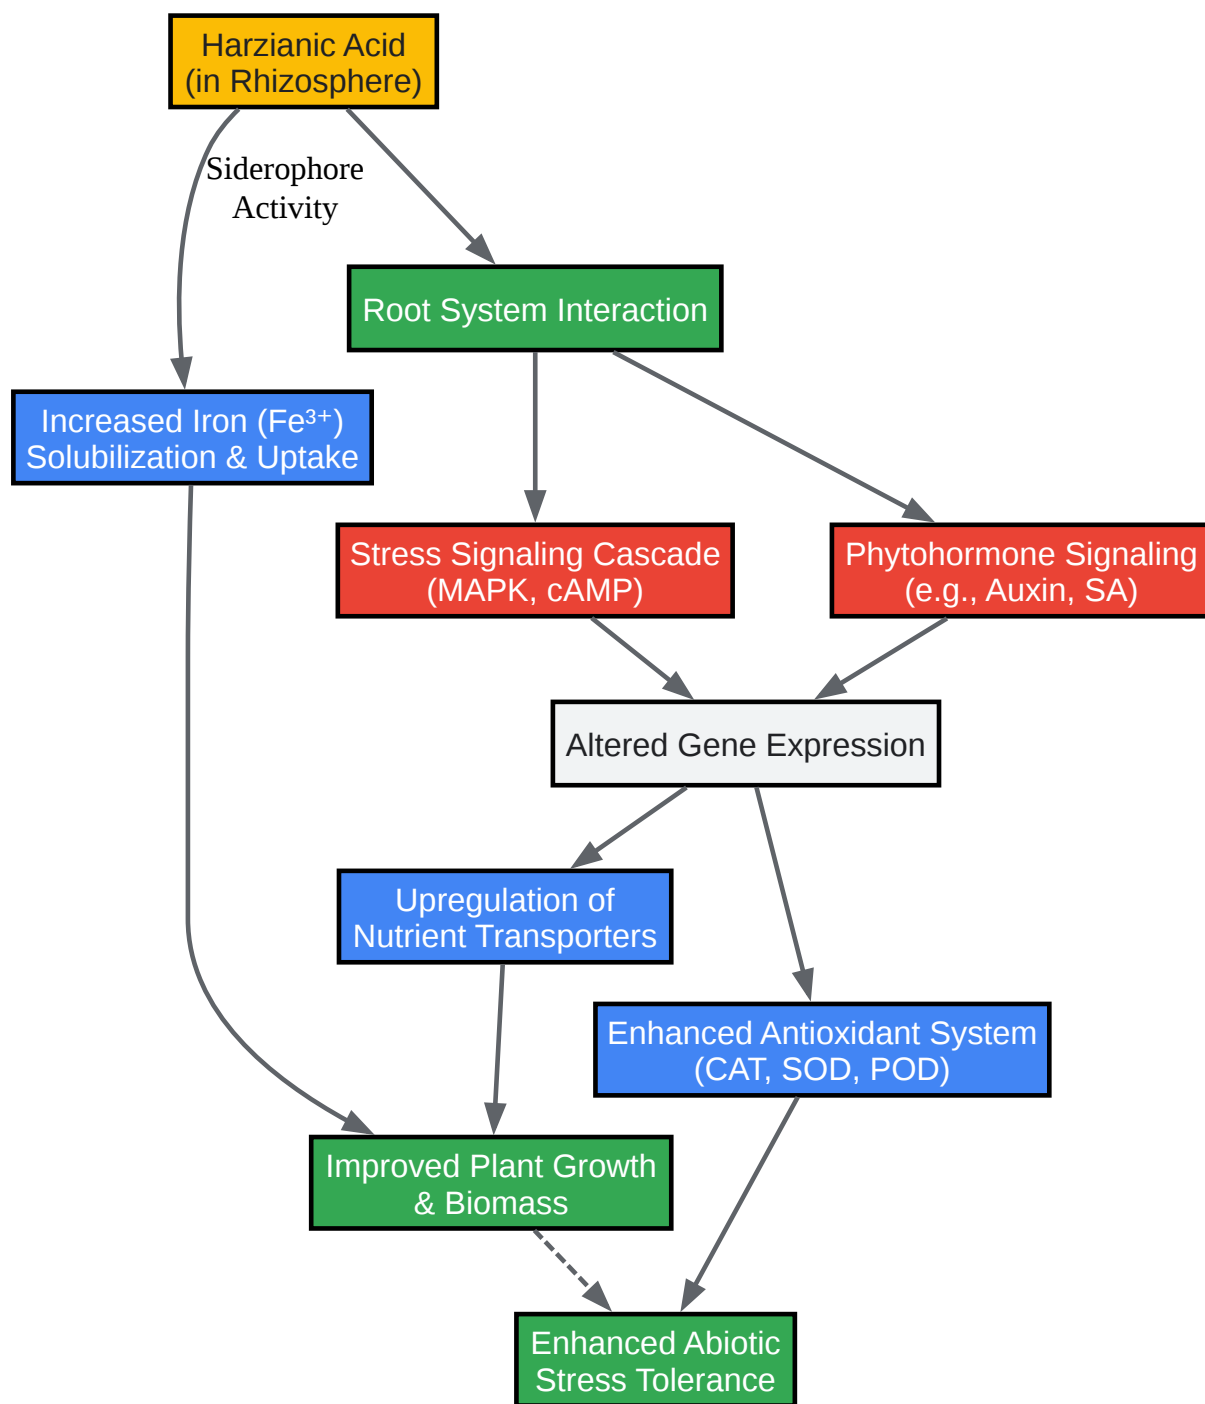 Harzianic Acid
(in Rhizosphere)
Siderophore
Activity
Root System Interaction
Increased Iron (Fe³⁺)
Solubilization & Uptake
Stress Signaling Cascade
(MAPK, cAMP)
Phytohormone Signaling
(e.g., Auxin, SA)
Altered Gene Expression
Upregulation of
Nutrient Transporters
Enhanced Antioxidant System
(CAT, SOD, POD)
Improved Plant Growth
& Biomass
Enhanced Abiotic
Stress Tolerance